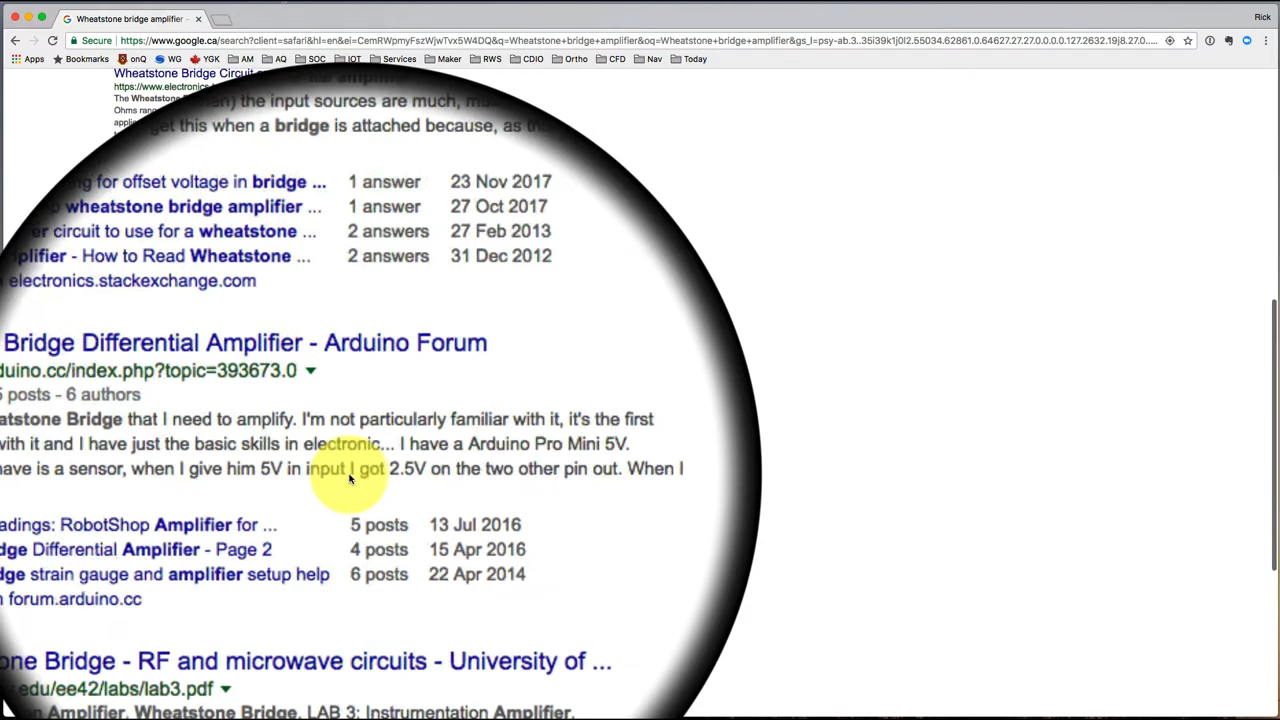 Wheatstone bridge amplifier -
Rick
Secure https://www.google.ca/search?client=safari&hl=en&ei=CemRWpmyFszWjwTvx5W4DQ&q=Wheatstone+bridge+amplifier&oq=Wheatstone+bridge+amplifier&gs_l=psy-ab.3..35i39k1j0l2.55034.62861.0.64627.27.27.0.0.0.0.127.2632.19j8.27.0....
Apps Bookmarks onQ WG YGK AM AQ SOC IOT Services Maker RWS CDIO Ortho CFD Nav Today
Wheatstone Bridge Circuit
https://www.electronics
The Wheatstone
Ohms ran
the input sources are much,
get this when a bridge is attached because, as
for offset voltage in bridge ... 1 answer 23 Nov 2017
wheatstone bridge amplifier ... 1 answer 27 Oct 2017
er circuit to use for a wheatstone ... 2 answers 27 Feb 2013
plifier - How to Read Wheatstone ... 2 answers 31 Dec 2012
electronics.stackexchange.com
Bridge Differential Amplifier - Arduino Forum
duino.cc/index.php?topic=393673.0
5 posts - 6 authors
atstone Bridge that I need to amplify. I'm not particularly familiar with it, it's the first
with it and I have just the basic skills in electronic... I have a Arduino Pro Mini 5V.
have is a sensor, when I give him 5V in input I got 2.5V on the two other pin out. When I
adings: RobotShop Amplifier for ... 5 posts 13 Jul 2016
dge Differential Amplifier - Page 2 4 posts 15 Apr 2016
dge strain gauge and amplifier setup help 6 posts 22 Apr 2014
forum.arduino.cc
one Bridge - RF and microwave circuits - University of ...
.edu/ee42/labs/lab3.pdf
Amplifier, Wheatstone Bridge, LAB 3: Instrumentation Amplifier.